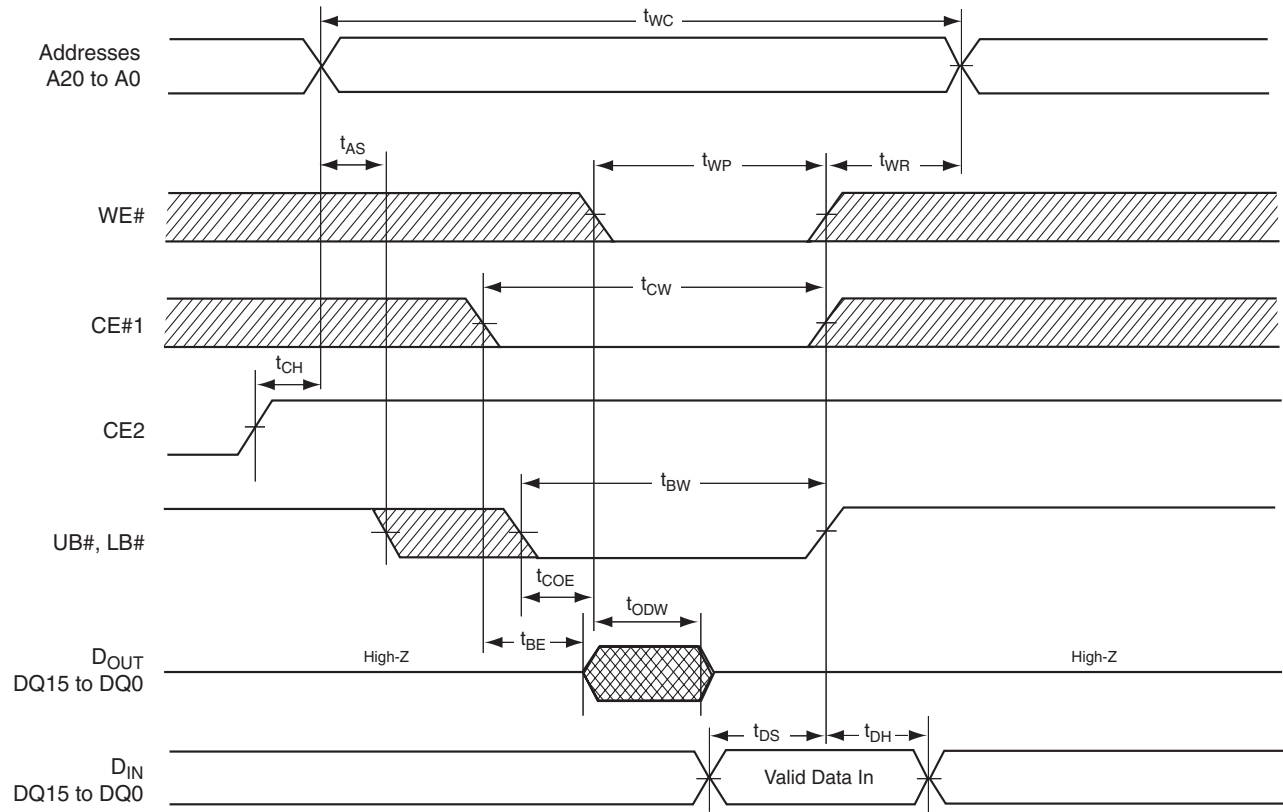 tWC
Addresses
A20 to A0
tAS
tWP
tWR
WE#
tCW
CE#1
tCH
CE2
tBW
UB#, LB#
tCOE
tODW
tBE
DOUT
DQ15 to DQ0
High-Z
High-Z
tDS
tDH
DIN
DQ15 to DQ0
Valid Data In